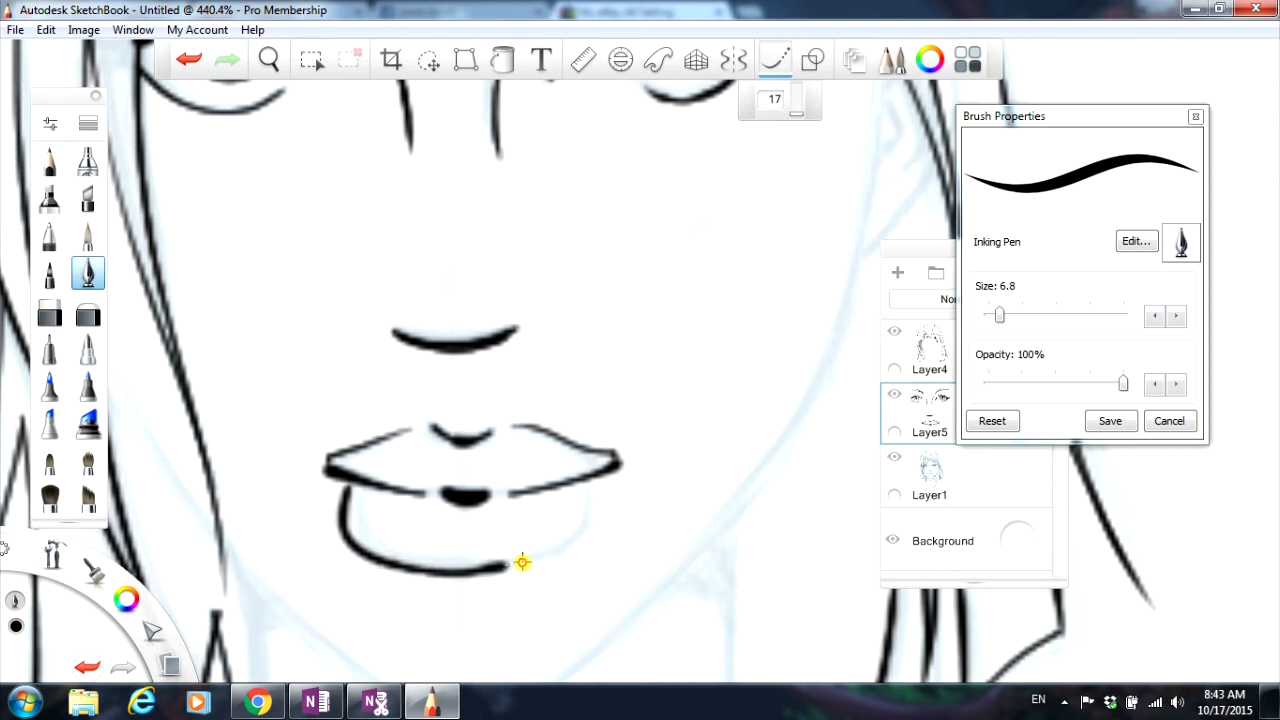 Autodesk SketchBook - Untitled @ 440.4% - Pro Membership
File Edit Image Window My Account Help
T
17
Brush Properties
Inking Pen
Edit...
Size: 6.8
Opacity: 100%
Reset Save Cancel
Layer4
Layer5
Layer1
Background
EN
8:43 AM
10/17/2015